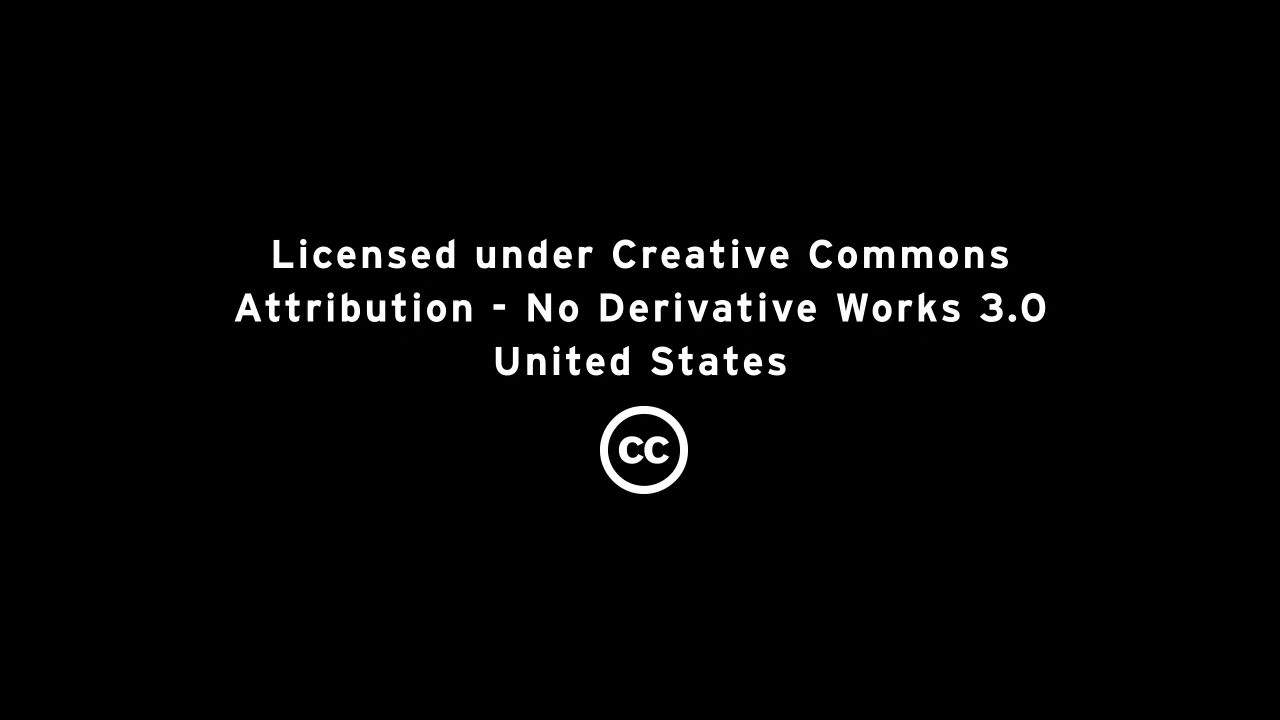 Licensed under Creative Commons
Attribution - No Derivative Works 3.0
United States
cc